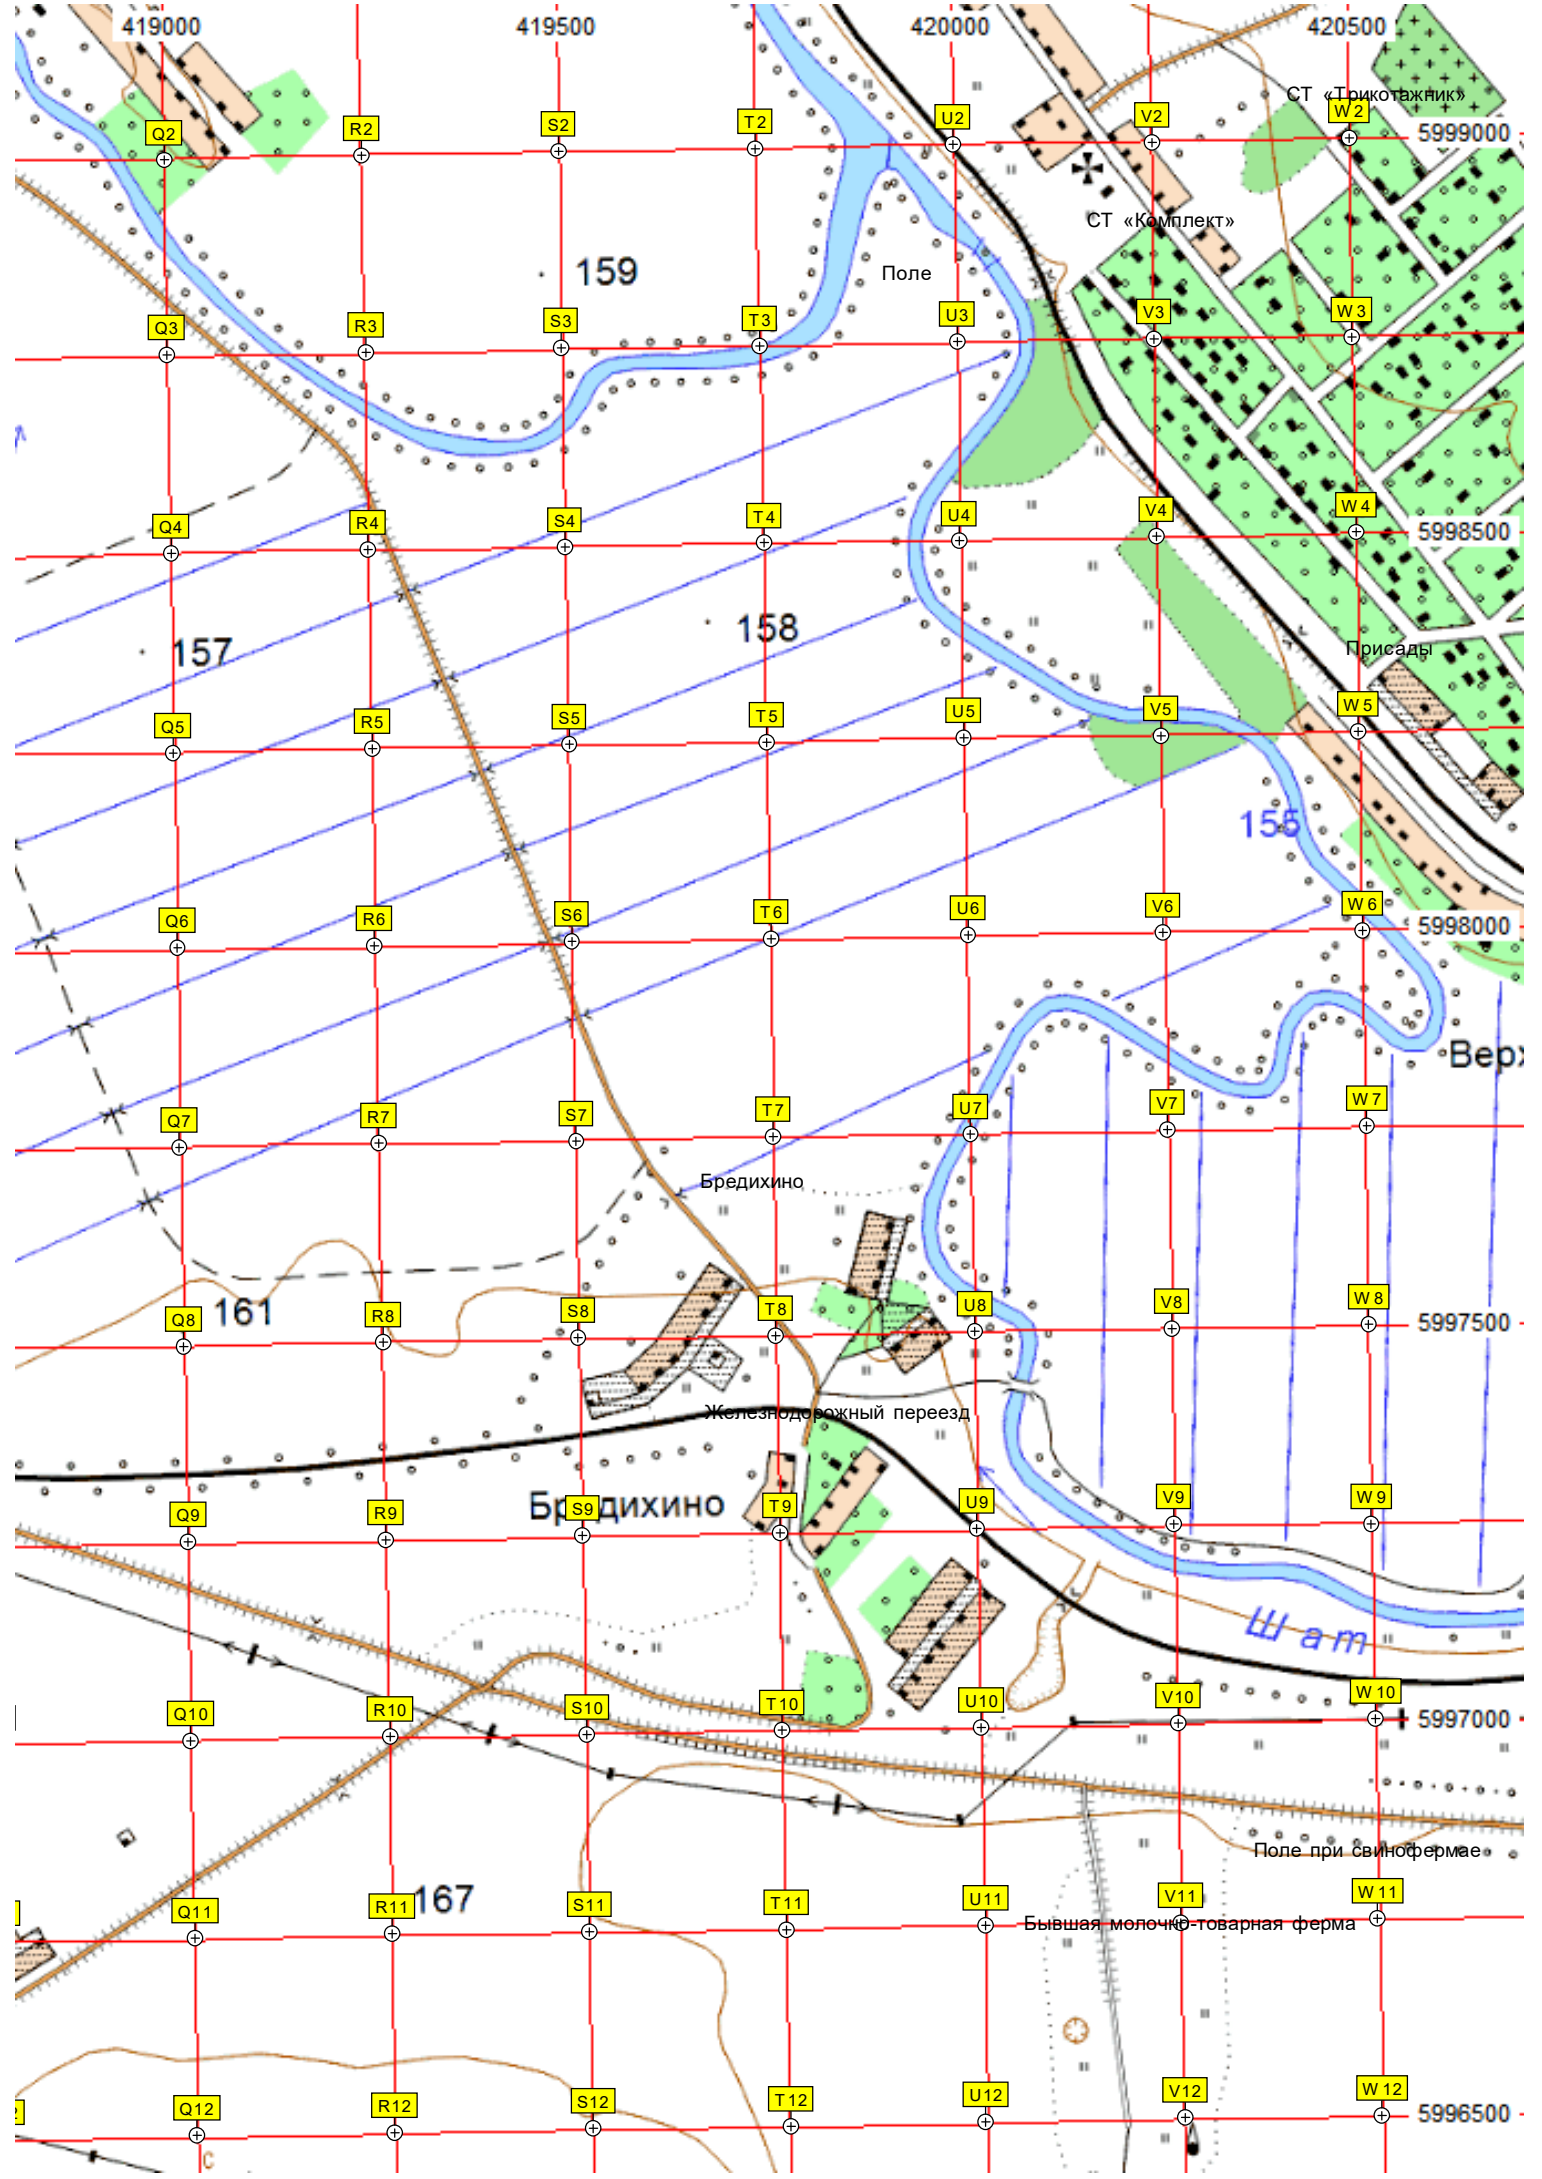 419000 419500 420000 420500
СТ «Трикотажник»
Q2 R2 S2 T2 U2 V2 W2 5999000
СТ «Комплект»
159 Поле
Q3 R3 S3 T3 U3 V3 W3
Q4 R4 S4 T4 U4 V4 W4 5998500
157 158 Присады
Q5 R5 S5 T5 U5 V5 W5
155
Q6 R6 S6 T6 U6 V6 W6 5998000
Верх
Q7 R7 S7 T7 U7 V7 W7
Бредихино
161
Q8 R8 S8 T8 U8 V8 W8 5997500
Железнодорожный переезд
Бредихино
Q9 R9 S9 T9 U9 V9 W9
Шат
Q10 R10 S10 T10 U10 V10 W10 5997000
Поле при свинофермае
167
Q11 R11 S11 T11 U11 V11 W11
Бывшая молочно-товарная ферма
Q12 R12 S12 T12 U12 V12 W12 5996500
С